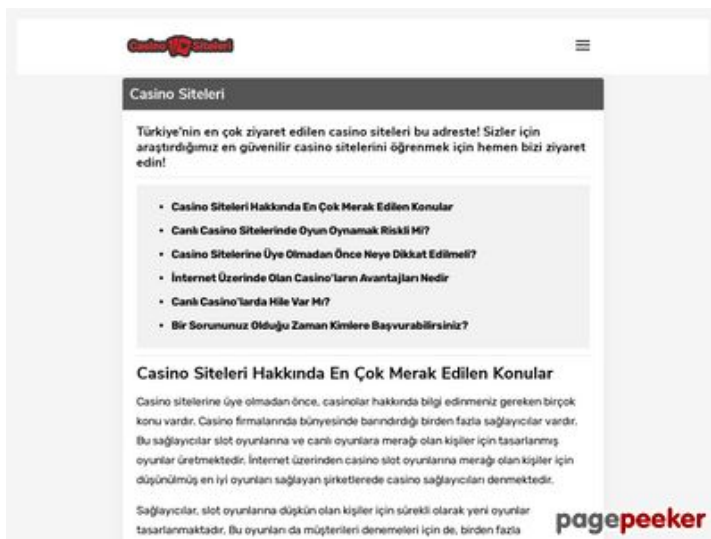 Casino Siteleri
Casino Siteleri
Türkiye'nin en çok ziyaret edilen casino siteleri bu adreste! Sizler için
araştırdığımız en güvenilir casino sitelerini öğrenmek için hemen bizi ziyaret
edin!
• Casino Siteleri Hakkında En Çok Merak Edilen Konular
• Canlı Casino Sitelerinde Oyun Oynamak Riskli Mi?
• Casino Sitelerine Üye Olmadan Önce Neye Dikkat Edilmeli?
• İnternet Üzerinde Olan Casino'ların Avantajları Nedir
• Canlı Casino'larda Hile Var Mı?
• Bir Sorununuz Olduğu Zaman Kimlere Başvurabilirsiniz?
Casino Siteleri Hakkında En Çok Merak Edilen Konular
Casino sitelerine üye olmadan önce, casinolar hakkında bilgi edinmeniz gereken birçok
konu vardır. Casino firmalarında bünyesinde barındırdığı birden fazla sağlayıcılar vardır.
Bu sağlayıcılar slot oyunlarına ve canlı oyunlara merağı olan kişiler için tasarlanmış
oyunlar üretmektedir. İnternet üzerinden casino slot oyunlarına merağı olan kişiler için
düşünülmüş en iyi oyunları sağlayan şirketlerede casino sağlayıcıları denmektedir.
Sağlayıcılar, slot oyunlarına düşkün olan kişiler için sürekli olarak yeni oyunlar
tasarlanmaktadır. Bu oyunları da müşterileri denemeleri için de, birden fazla
pagepeeker